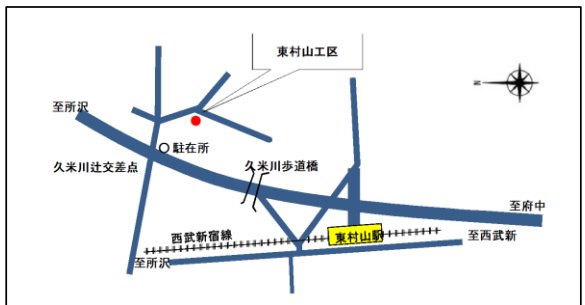 東村山工区
N
至所沢
駐在所
久米川辻交差点
久米川歩道橋
至府中
西武新宿線
東村山駅
至西武新
至所沢